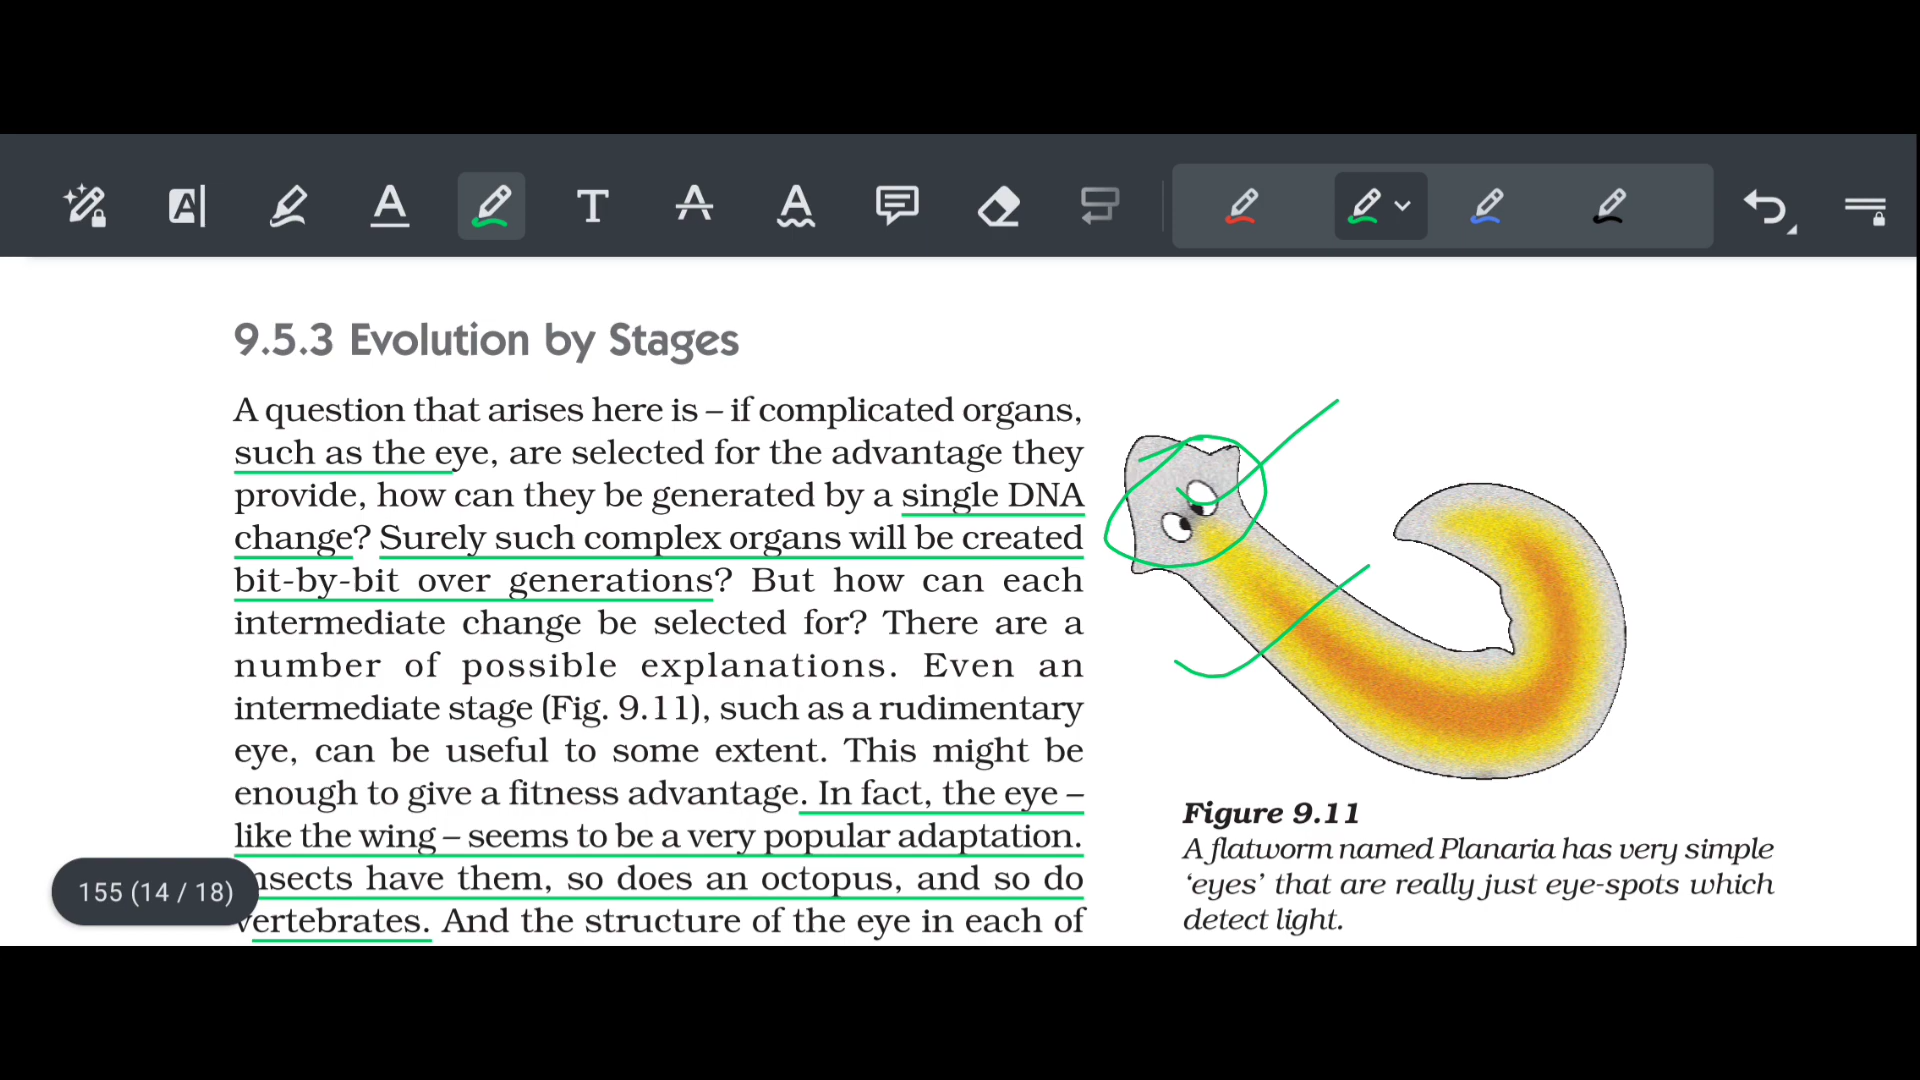 9.5.3 Evolution by Stages
A question that arises here is – if complicated organs,
such as the eye, are selected for the advantage they
provide, how can they be generated by a single DNA
change? Surely such complex organs will be created
bit-by-bit over generations? But how can each
intermediate change be selected for? There are a
number of possible explanations. Even an
intermediate stage (Fig. 9.11), such as a rudimentary
eye, can be useful to some extent. This might be
enough to give a fitness advantage. In fact, the eye –
like the wing – seems to be a very popular adaptation.
nsects have them, so does an octopus, and so do
vertebrates. And the structure of the eye in each of
155 (14 / 18)
Figure 9.11
A flatworm named Planaria has very simple
‘eyes’ that are really just eye-spots which
detect light.